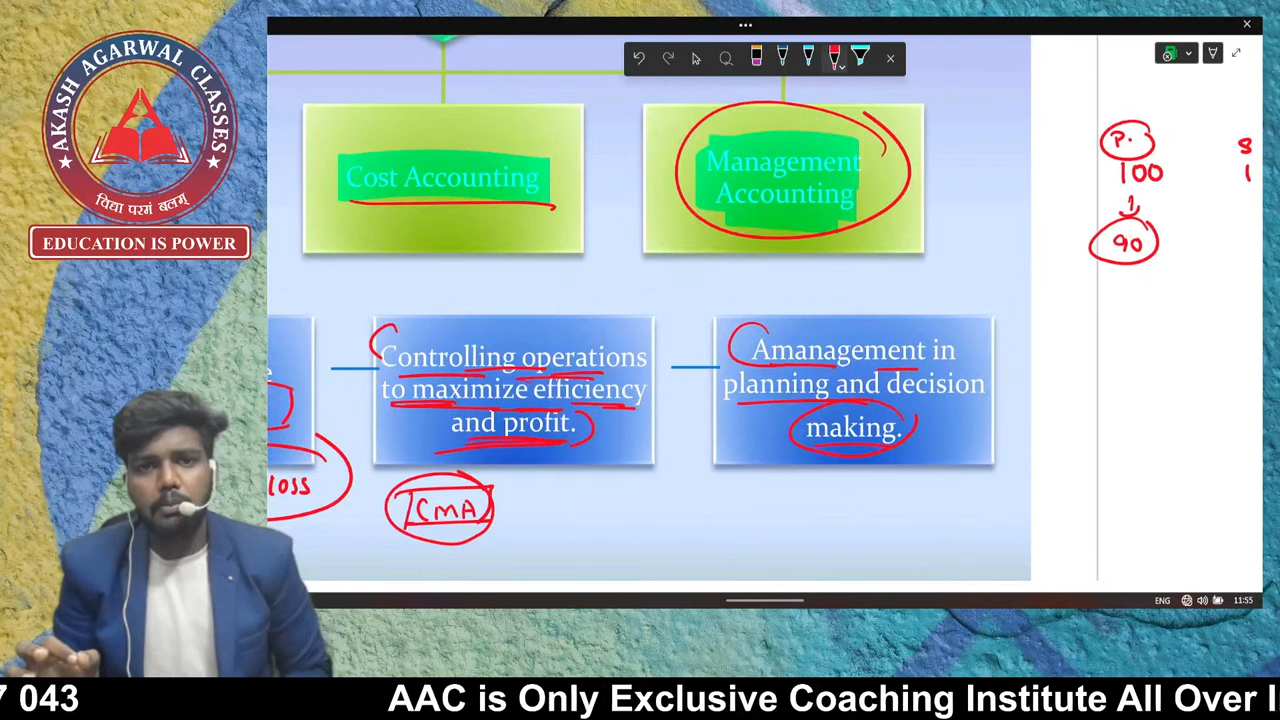 AKASH AGARWAL CLASSES
विद्या परमं बलम्
EDUCATION IS POWER
Cost Accounting
Management
Accounting
P.
100
90
8
1
Controlling operations
to maximize efficiency
and profit.
Amanagement in
planning and decision
making.
e
loss
CMA
ENG
11:55
7 043
AAC is Only Exclusive Coaching Institute All Over I